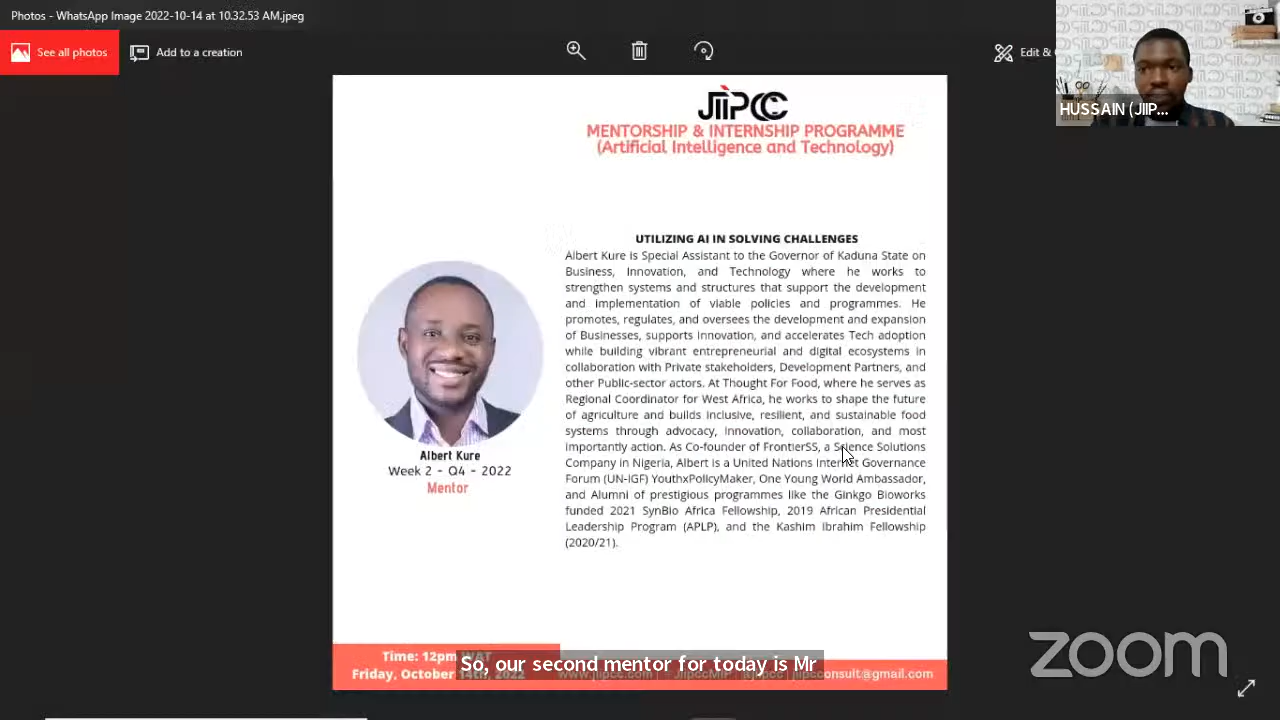 Photos - WhatsApp Image 2022-10-14 at 10.32.53 AM.jpeg
See all photos
Add to a creation
Edit &
HUSSAIN (JIIP...
JIIPCC
MENTORSHIP & INTERNSHIP PROGRAMME
(Artificial Intelligence and Technology)
UTILIZING AI IN SOLVING CHALLENGES
Albert Kure is Special Assistant to the Governor of Kaduna State on
Business, Innovation, and Technology where he works to
strengthen systems and structures that support the development
and implementation of viable policies and programmes. He
promotes, regulates, and oversees the development and expansion
of Businesses, supports innovation, and accelerates Tech adoption
while building vibrant entrepreneurial and digital ecosystems in
collaboration with Private stakeholders, Development Partners, and
other Public-sector actors. At Thought For Food, where he serves as
Regional Coordinator for West Africa, he works to shape the future
of agriculture and builds inclusive, resilient, and sustainable food
systems through advocacy, innovation, collaboration, and most
importantly action. As Co-founder of FrontierSS, a Science Solutions
Company in Nigeria, Albert is a United Nations Internet Governance
Forum (UN-IGF) YouthxPolicyMaker, One Young World Ambassador,
and Alumni of prestigious programmes like the Ginkgo Bioworks
funded 2021 SynBio Africa Fellowship, 2019 African Presidential
Leadership Program (APLP), and the Kashim Ibrahim Fellowship
(2020/21).
Albert Kure
Week 2 - Q4 - 2022
Mentor
Time: 12pm WAT
Friday, October 14th, 2022
www.jiipcc.com | JiipccMIP | @jiipcc | jiipcconsult@gmail.com
So, our second mentor for today is Mr
zoom